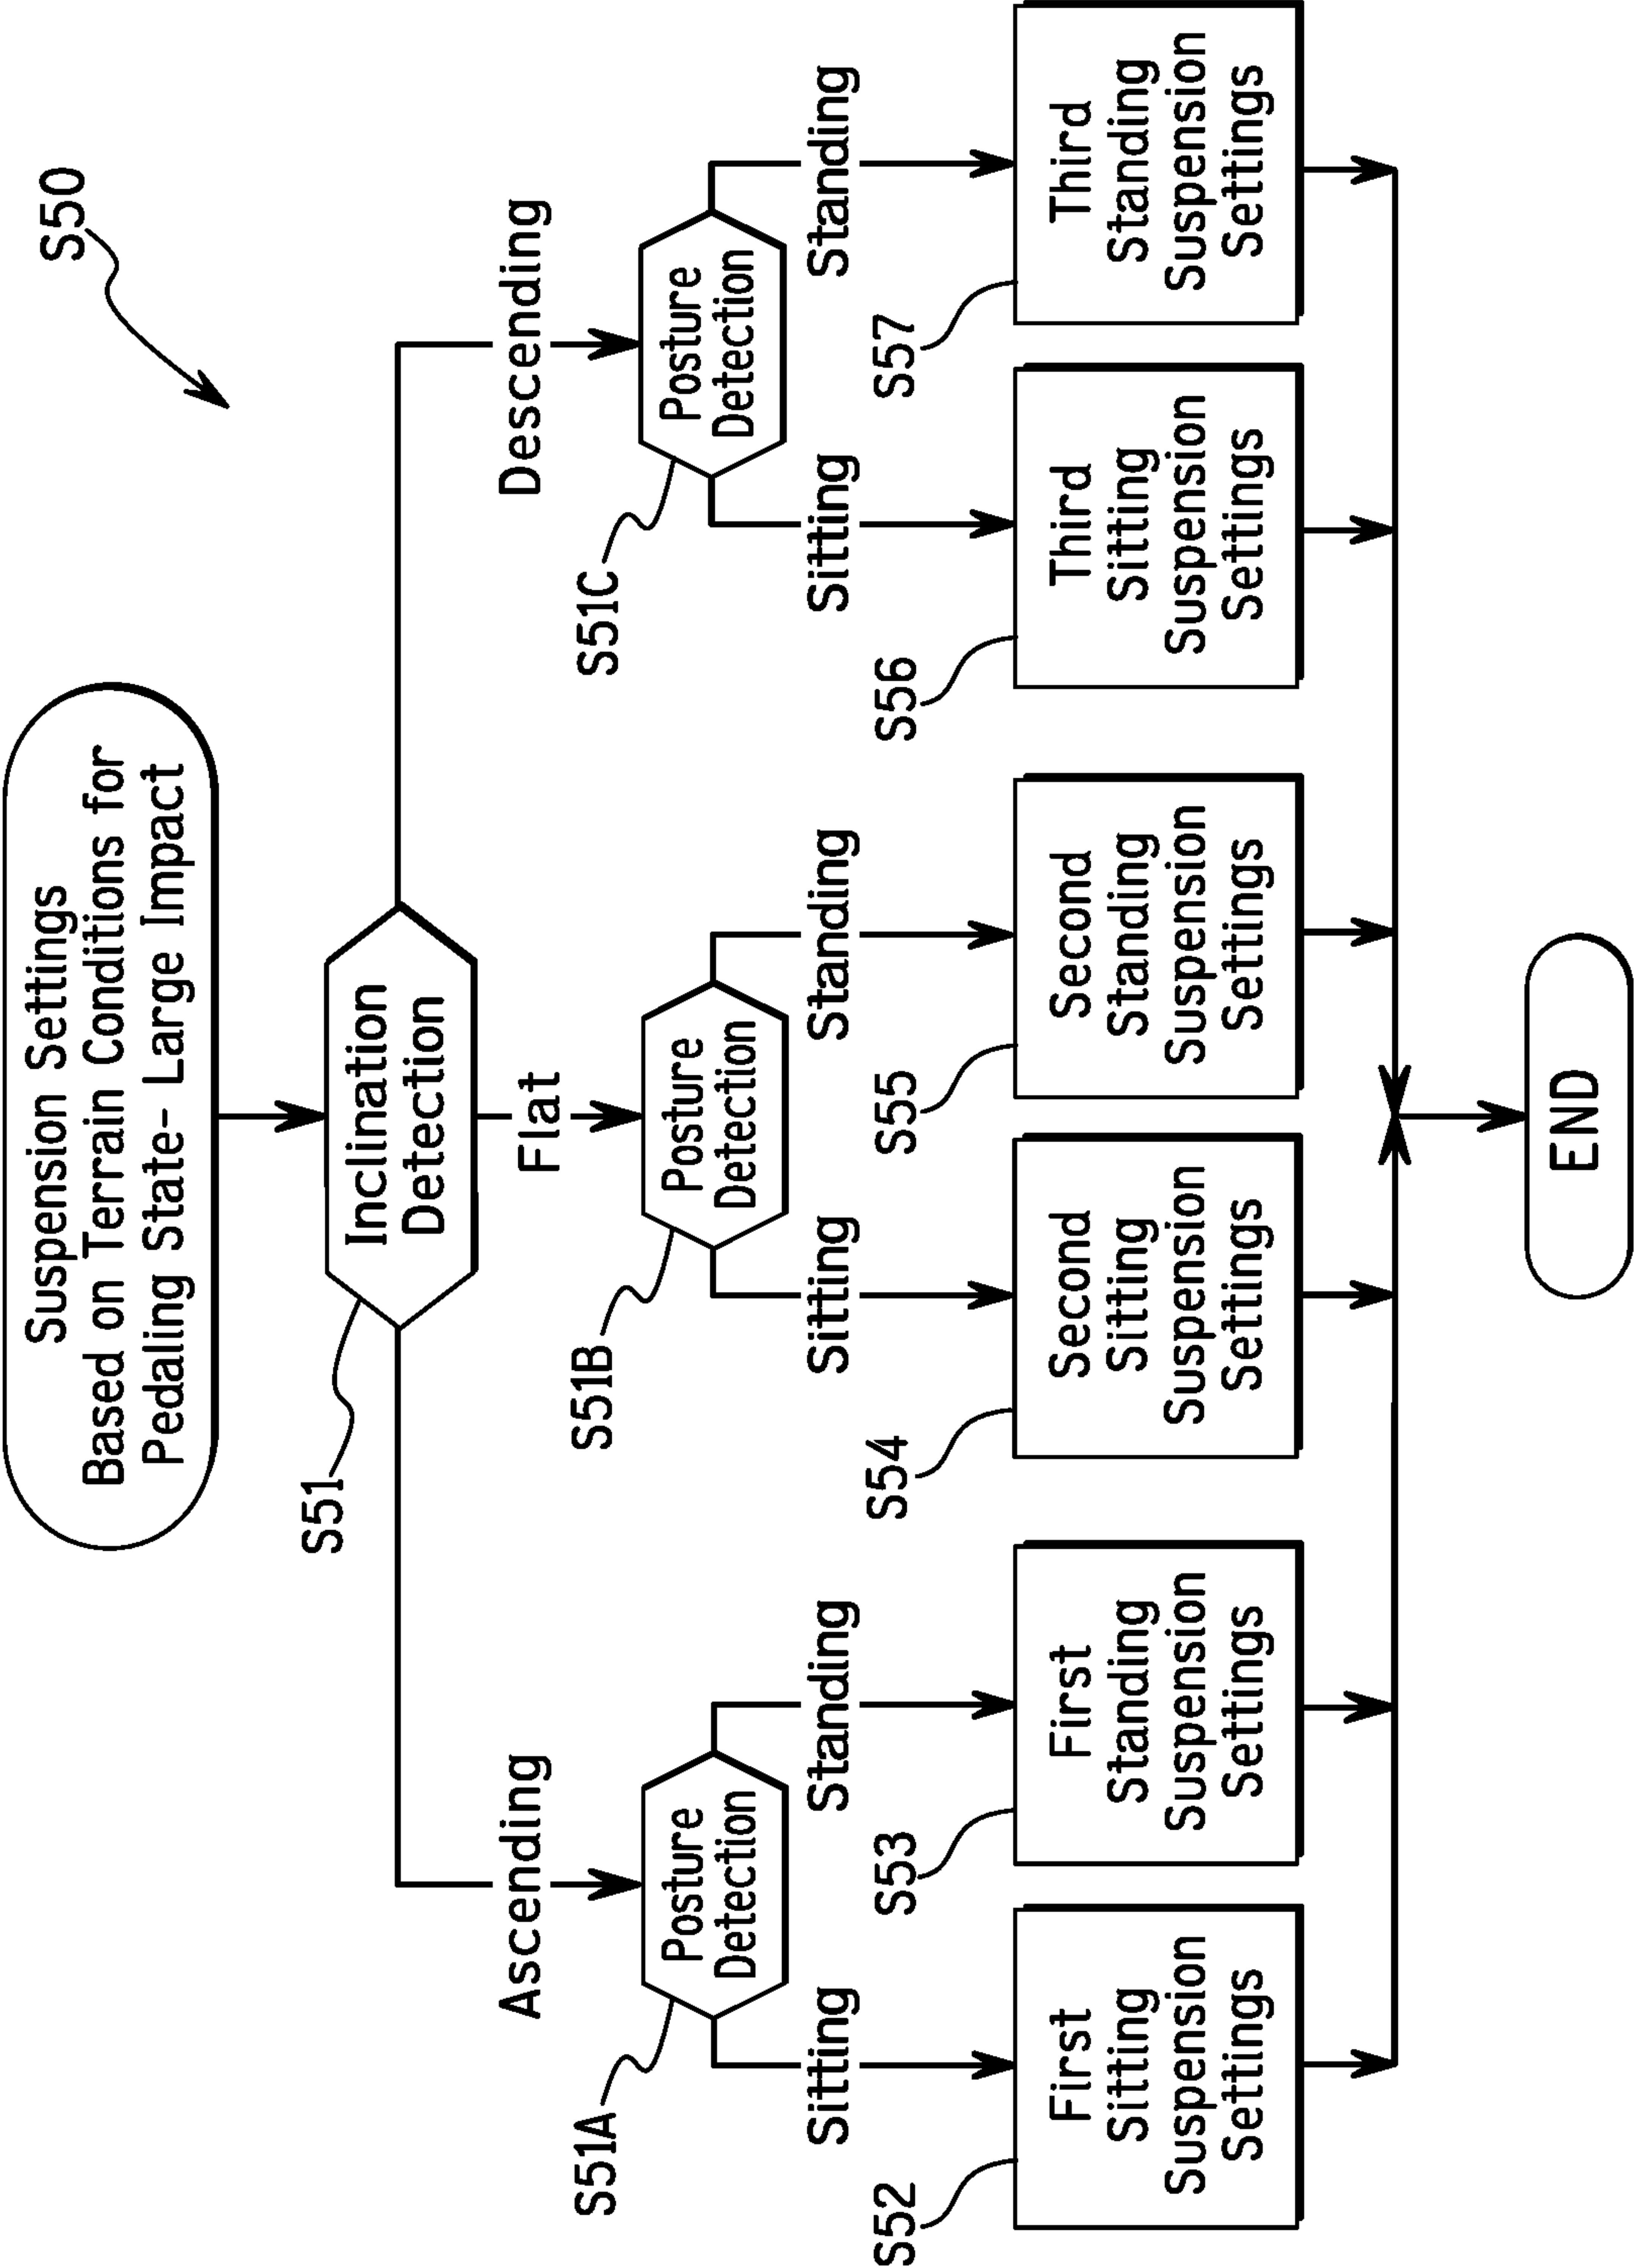 S50
Suspension Settings
Based on Terrain Conditions for
Pedaling State- Large Impact
S51
Inclination
Detection
Ascending
Flat
Descending
S51A
Posture
Detection
S51B
Posture
Detection
S51C
Posture
Detection
Sitting
Standing
Sitting
Standing
Sitting
Standing
S52
First
Sitting
Suspension
Settings
S53
First
Standing
Suspension
Settings
S54
Second
Sitting
Suspension
Settings
S55
Second
Standing
Suspension
Settings
S56
Third
Sitting
Suspension
Settings
S57
Third
Standing
Suspension
Settings
END